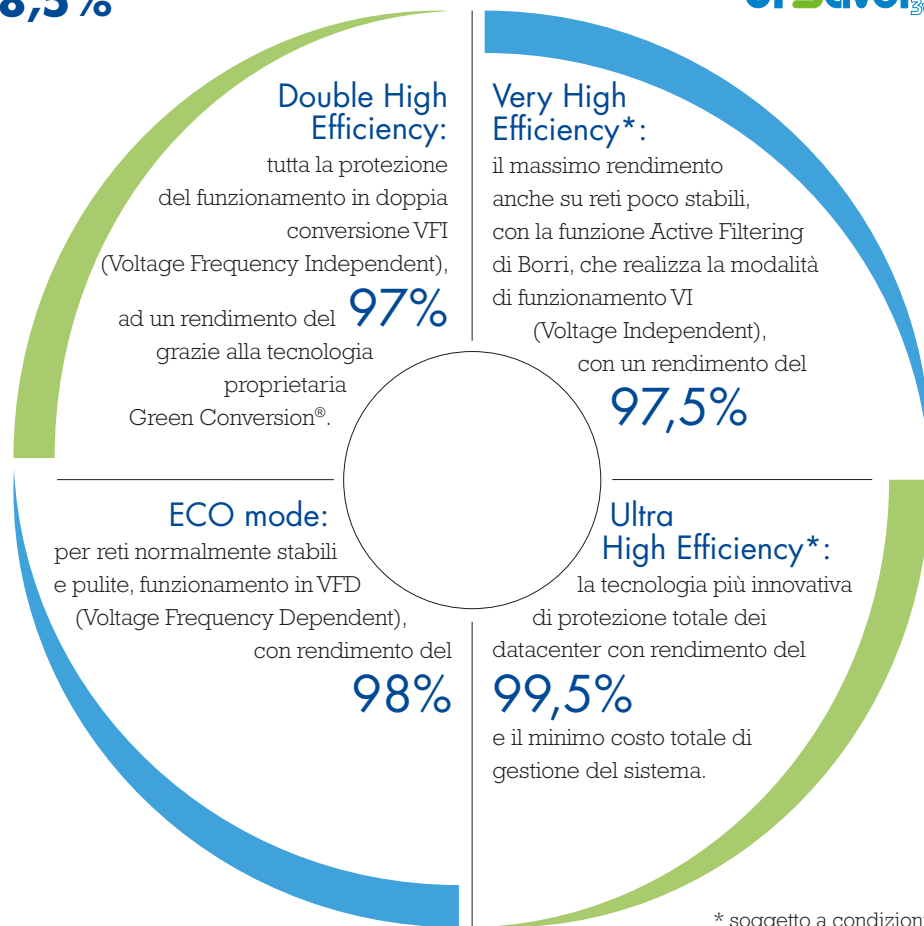 8,5%
Double High
Efficiency:
tutta la protezione
del funzionamento in doppia
conversione VFI
(Voltage Frequency Independent),
ad un rendimento del 97%
grazie alla tecnologia
proprietaria
Green Conversion®.
Very High
Efficiency*:
il massimo rendimento
anche su reti poco stabili,
con la funzione Active Filtering
di Borri, che realizza la modalità
di funzionamento VI
(Voltage Independent),
con un rendimento del
97,5%
ECO mode:
per reti normalmente stabili
e pulite, funzionamento in VFD
(Voltage Frequency Dependent),
con rendimento del
98%
Ultra
High Efficiency*:
la tecnologia più innovativa
di protezione totale dei
datacenter con rendimento del
99,5%
e il minimo costo totale di
gestione del sistema.
* soggetto a condizion